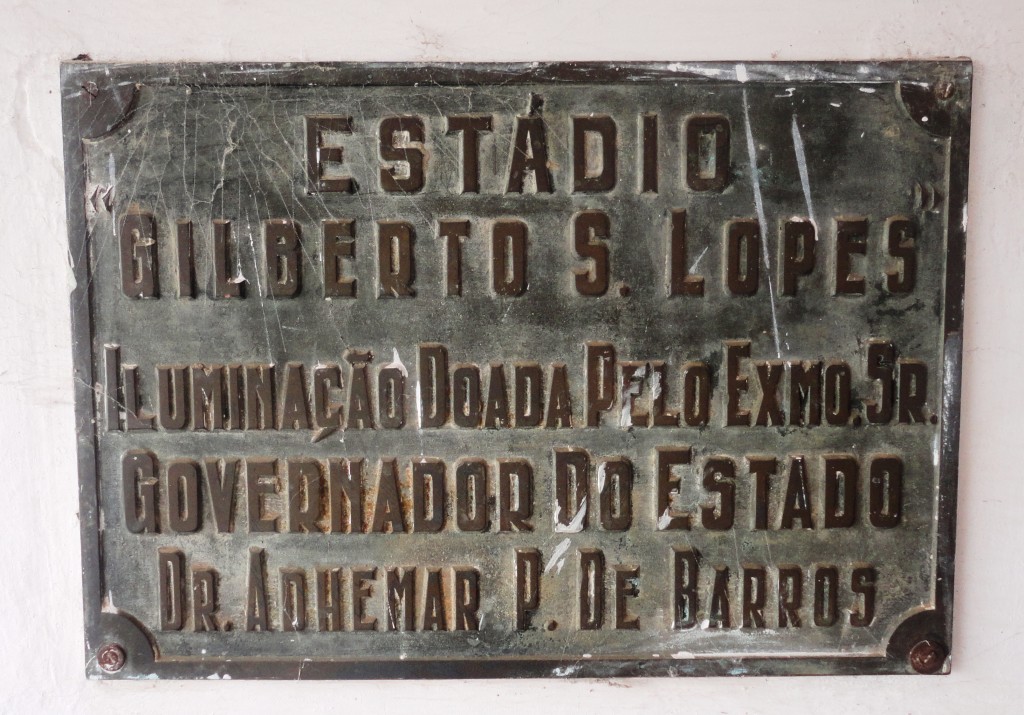 ESTÁDIO
"GILBERTO S. LOPES"
ILUMINAÇÃO DOADA PELO EXMO. SR.
GOVERNADOR DO ESTADO
DR. ADHEMAR P. DE BARROS